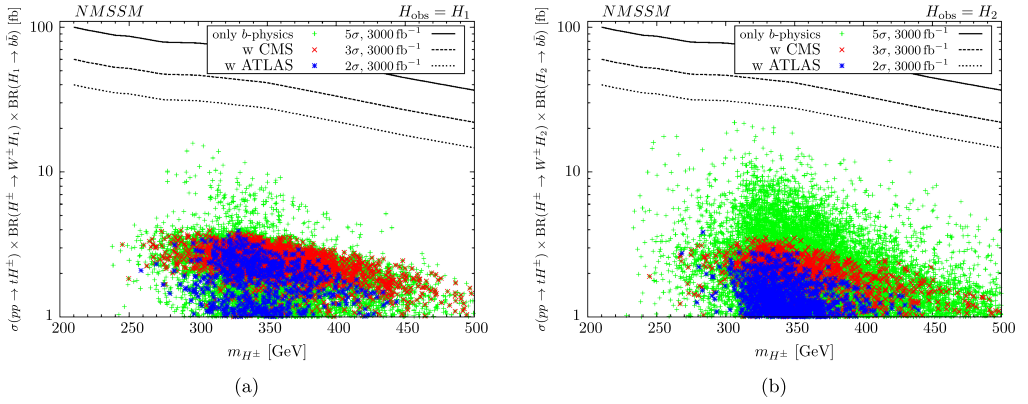 NMSSM H_obs = H_1
only b-physics 5σ, 3000 fb⁻¹
w CMS 3σ, 3000 fb⁻¹
w ATLAS 2σ, 3000 fb⁻¹
σ(pp → tH^±) × BR(H^± → W^±H_1) × BR(H_1 → bb̄) [fb]
100
10
1
200 250 300 350 400 450 500
m_{H^±} [GeV]
(a)
NMSSM H_obs = H_2
only b-physics 5σ, 3000 fb⁻¹
w CMS 3σ, 3000 fb⁻¹
w ATLAS 2σ, 3000 fb⁻¹
σ(pp → tH^±) × BR(H^± → W^±H_2) × BR(H_2 → bb̄) [fb]
100
10
1
200 250 300 350 400 450 500
m_{H^±} [GeV]
(b)